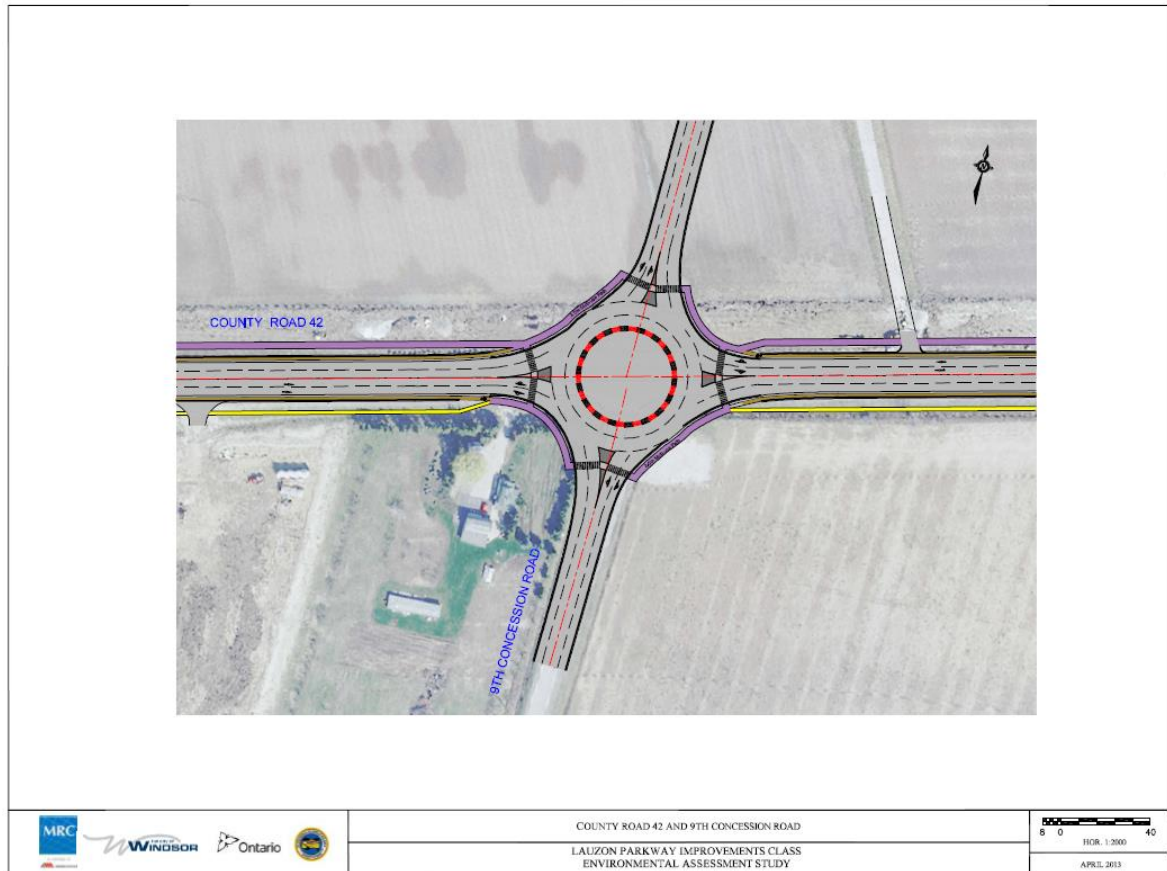 COUNTY ROAD 42
9TH CONCESSION ROAD
MRC
WINDSOR
Ontario
COUNTY ROAD 42 AND 9TH CONCESSION ROAD
LAUZON PARKWAY IMPROVEMENTS CLASS
ENVIRONMENTAL ASSESSMENT STUDY
8 0 40
HOR. 1:2000
APRIL 2013